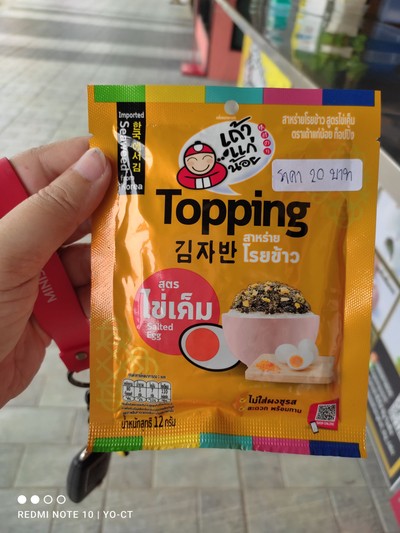 Imported
Seaweed
from
Korea
한국에서 김
เถ้า
แก่
น้อย
สาหร่ายโรยข้าว สูตรไข่เค็ม
ตราเถ้าแก่น้อย ท็อปปิ้ง
ราคา 20 บาท
Topping
김자반
สาหร่าย
โรยข้าว
สูตร
ไข่เค็ม
Salted
Egg
ไม่ใส่ผงชูรส
สะดวก พร้อมทาน
น้ำหนักสุทธิ 12 กรัม
MINIS
REDMI NOTE 10 | YO-CT